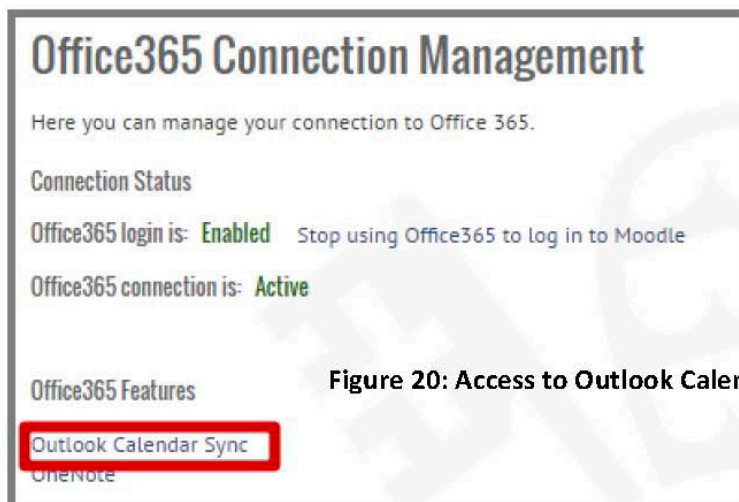 Office365 Connection Management
Here you can manage your connection to Office 365.
Connection Status
Office365 login is: Enabled Stop using Office365 to log in to Moodle
Office365 connection is: Active
Figure 20: Access to Outlook
Office365 Features
Outlook Calendar Sync
OneNote